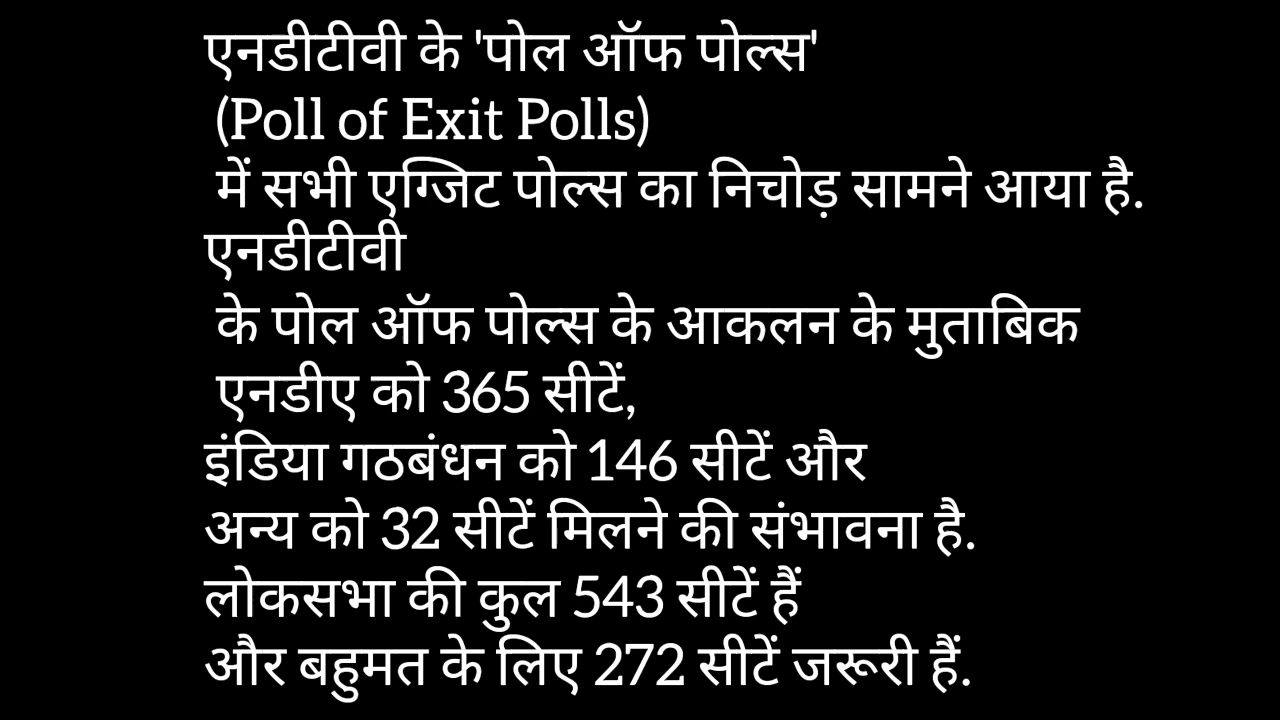 एनडीटीवी के 'पोल ऑफ पोल्स'
(Poll of Exit Polls)
में सभी एग्जिट पोल्स का निचोड़ सामने आया है.
एनडीटीवी
के पोल ऑफ पोल्स के आकलन के मुताबिक
एनडीए को 365 सीटें,
इंडिया गठबंधन को 146 सीटें और
अन्य को 32 सीटें मिलने की संभावना है.
लोकसभा की कुल 543 सीटें हैं
और बहुमत के लिए 272 सीटें जरूरी हैं.